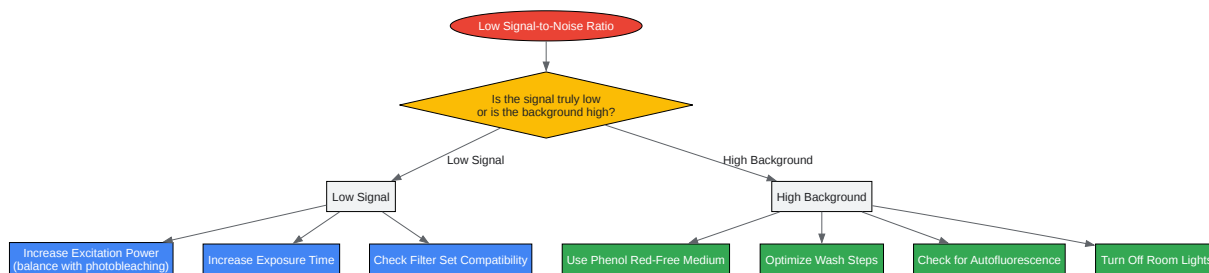 Low Signal-to-Noise Ratio
Is the signal truly low
or is the background high?
Low Signal
High Background
Low Signal
High Background
Increase Excitation Power
(balance with photobleaching)
Increase Exposure Time
Check Filter Set Compatibility
Use Phenol Red-Free Medium
Optimize Wash Steps
Check for Autofluorescence
Turn Off Room Lights